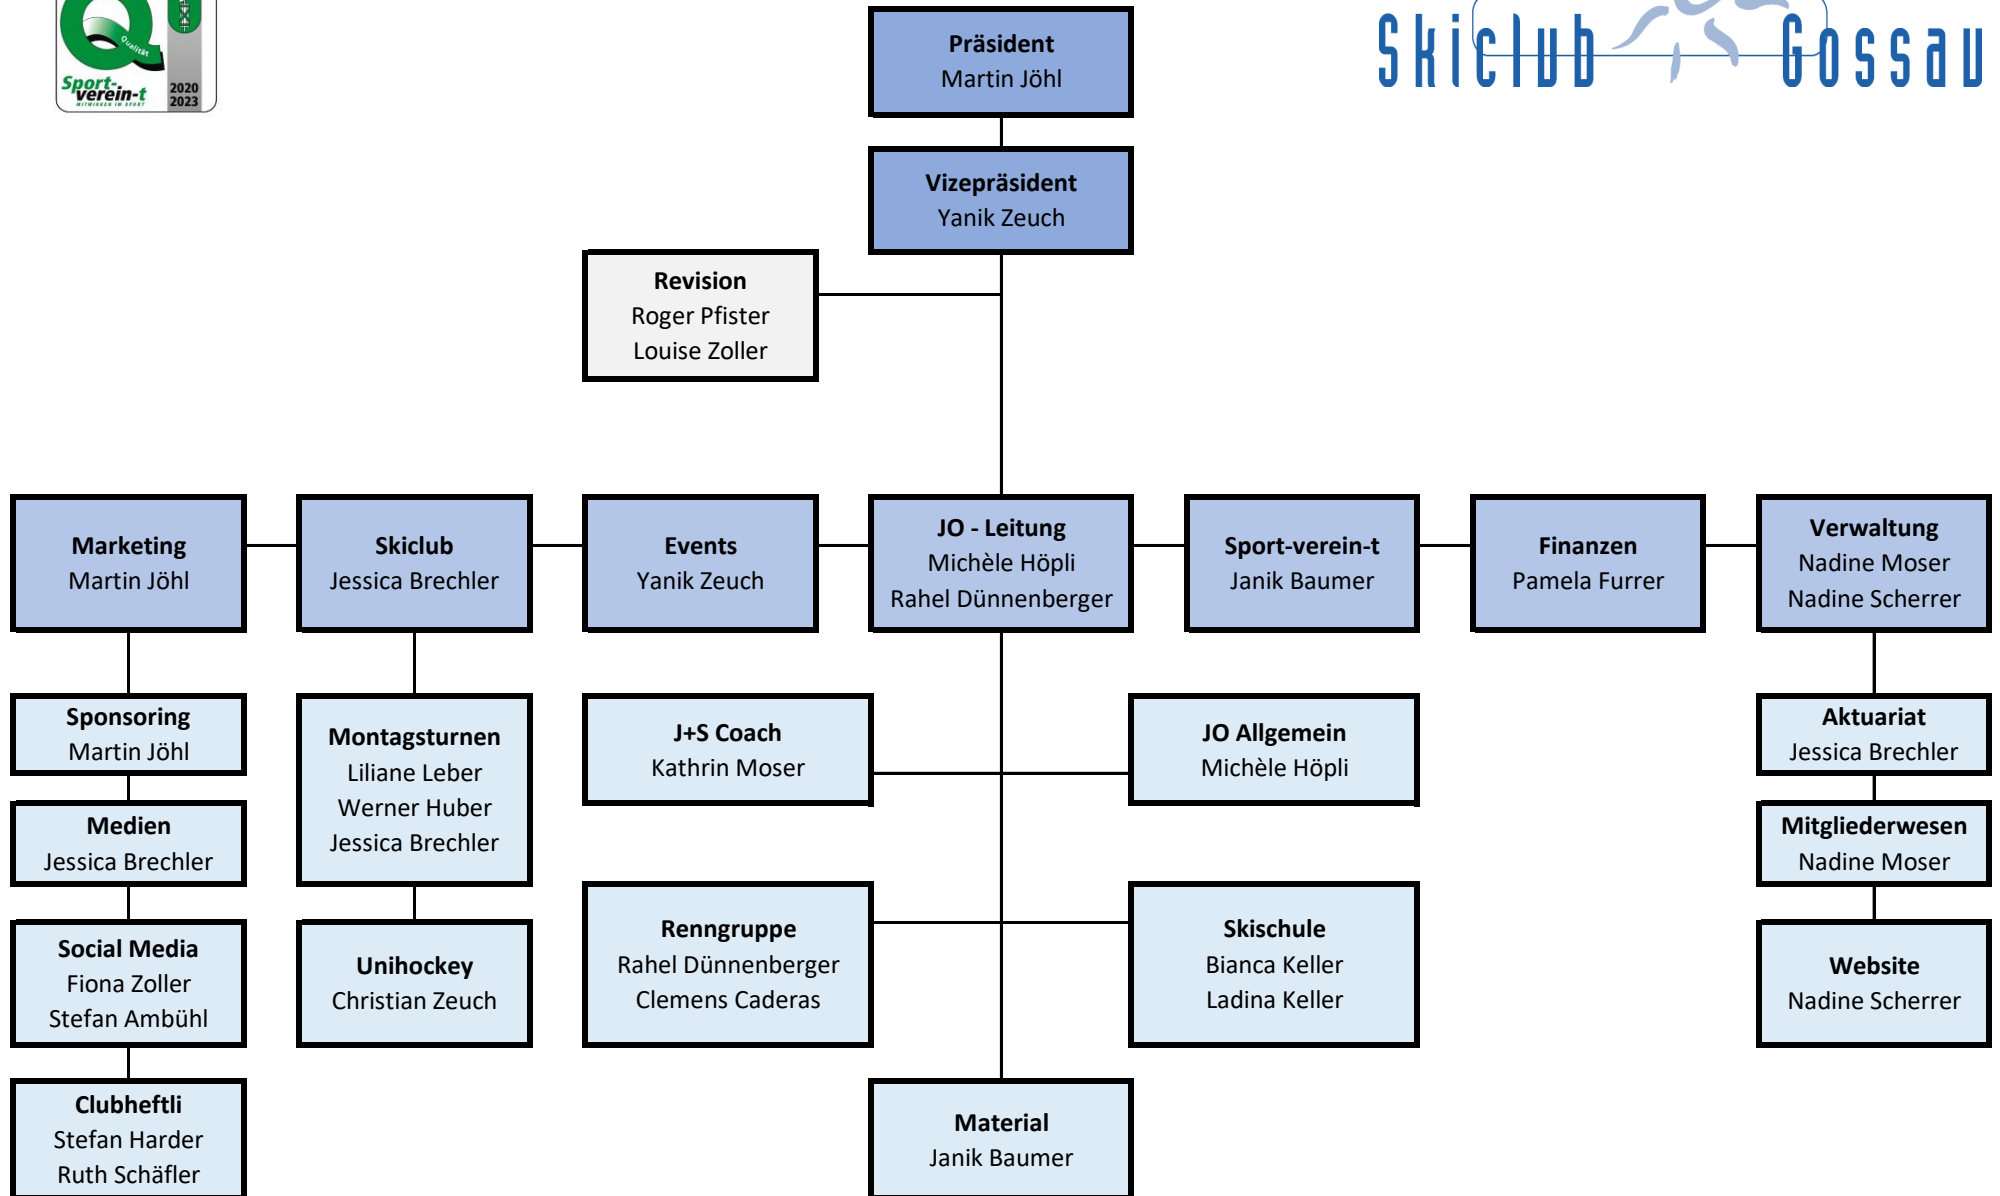 Qualität
Sport-
verein-t
MITWIRKEN IM SPORT
2020
2023
Skiclub Gossau
Präsident
Martin Jöhl
Vizepräsident
Yanik Zeuch
Revision
Roger Pfister
Louise Zoller
Marketing
Martin Jöhl
Skiclub
Jessica Brechler
Events
Yanik Zeuch
JO - Leitung
Michèle Höpli
Rahel Dünnenberger
Sport-verein-t
Janik Baumer
Finanzen
Pamela Furrer
Verwaltung
Nadine Moser
Nadine Scherrer
Sponsoring
Martin Jöhl
Medien
Jessica Brechler
Social Media
Fiona Zoller
Stefan Ambühl
Clubheftli
Stefan Harder
Ruth Schäfler
Montagsturnen
Liliane Leber
Werner Huber
Jessica Brechler
Unihockey
Christian Zeuch
J+S Coach
Kathrin Moser
JO Allgemein
Michèle Höpli
Renngruppe
Rahel Dünnenberger
Clemens Caderas
Skischule
Bianca Keller
Ladina Keller
Material
Janik Baumer
Aktuariat
Jessica Brechler
Mitgliederwesen
Nadine Moser
Website
Nadine Scherrer